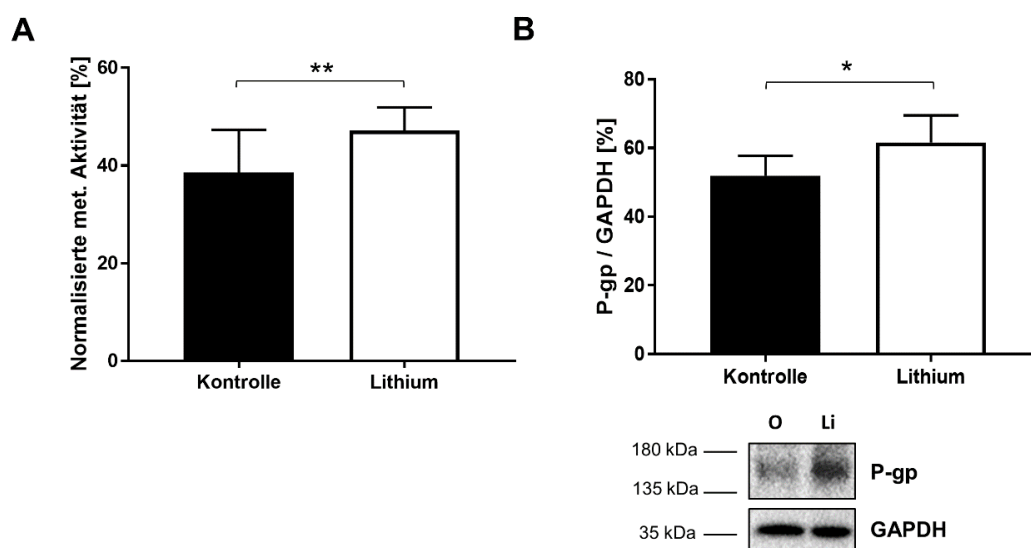 A
Normalisierte met. Aktivität [%]
60
40
20
0
**
Kontrolle
Lithium
B
P-gp / GAPDH [%]
80
60
40
20
0
*
Kontrolle
Lithium
O Li
180 kDa
135 kDa
P-gp
35 kDa
GAPDH